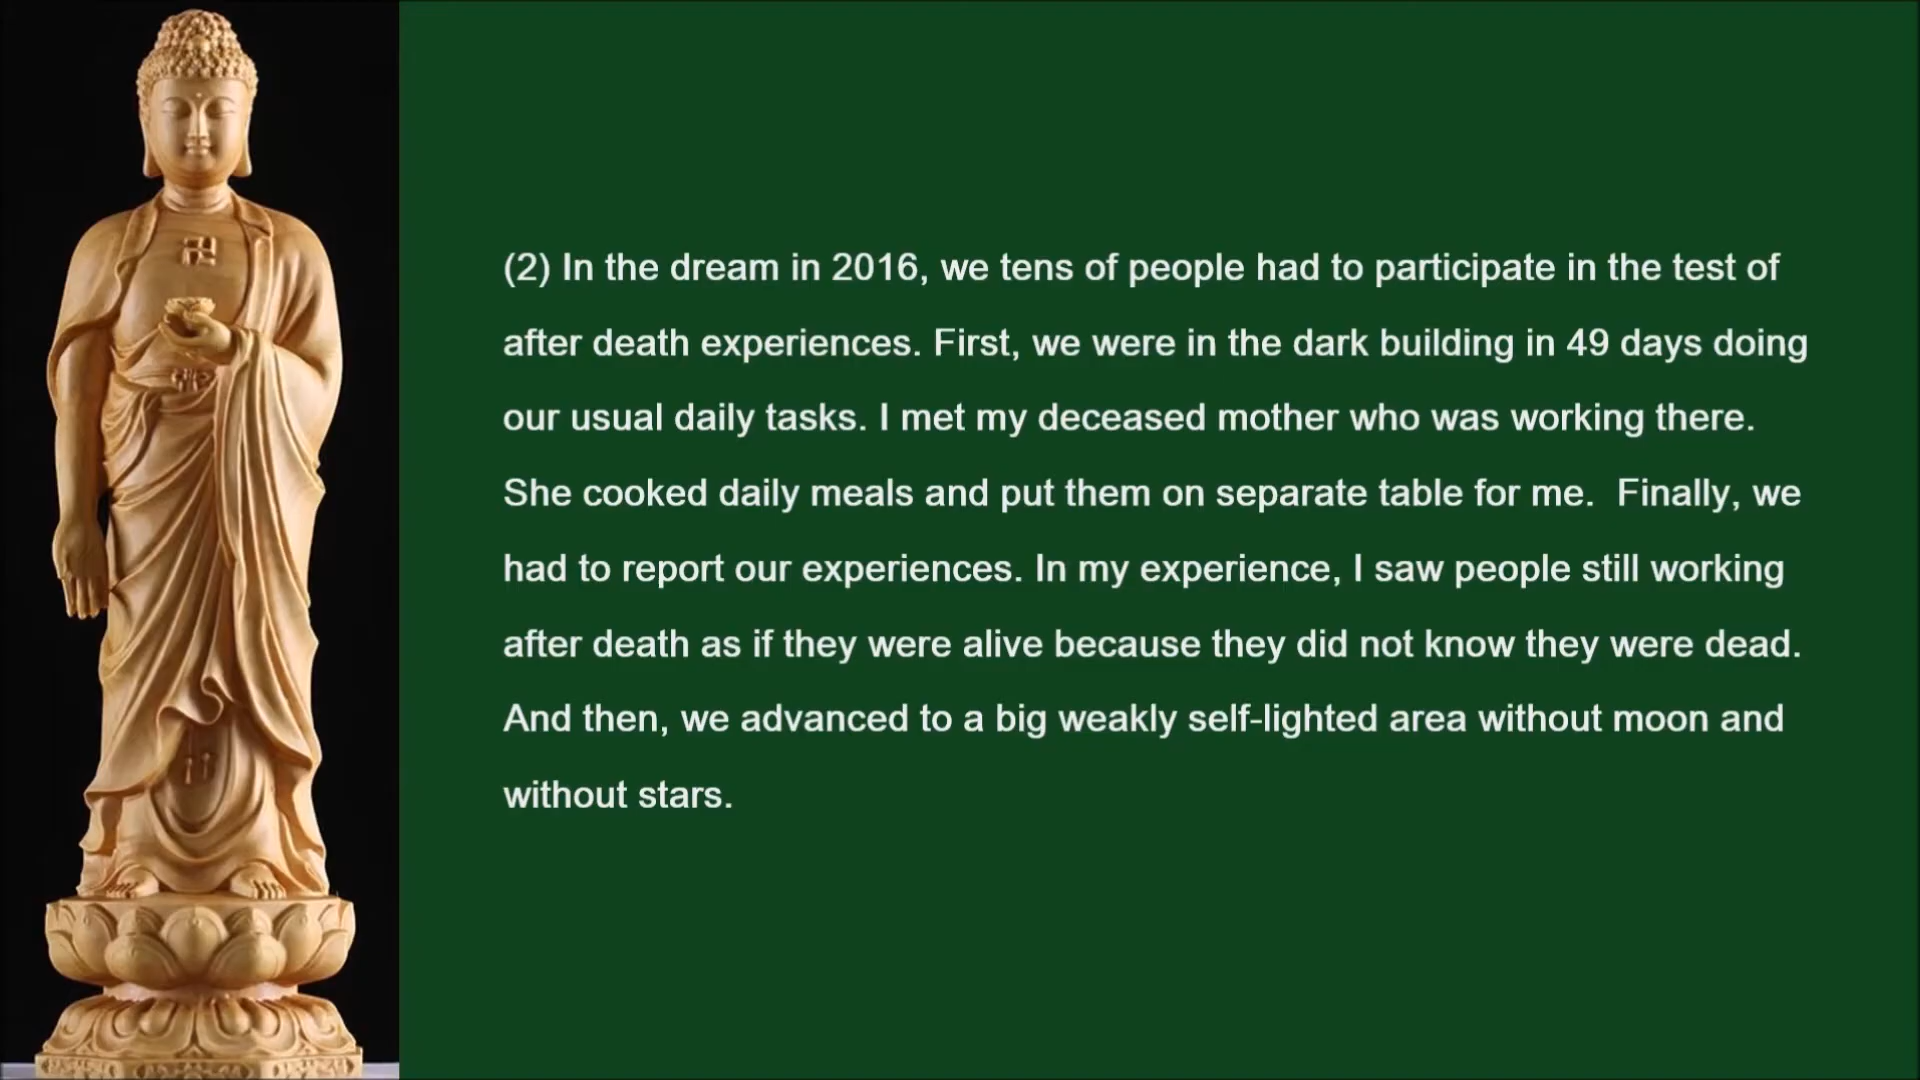 (2) In the dream in 2016, we tens of people had to participate in the test of
after death experiences. First, we were in the dark building in 49 days doing
our usual daily tasks. I met my deceased mother who was working there.
She cooked daily meals and put them on separate table for me.  Finally, we
had to report our experiences. In my experience, I saw people still working
after death as if they were alive because they did not know they were dead.
And then, we advanced to a big weakly self-lighted area without moon and
without stars.